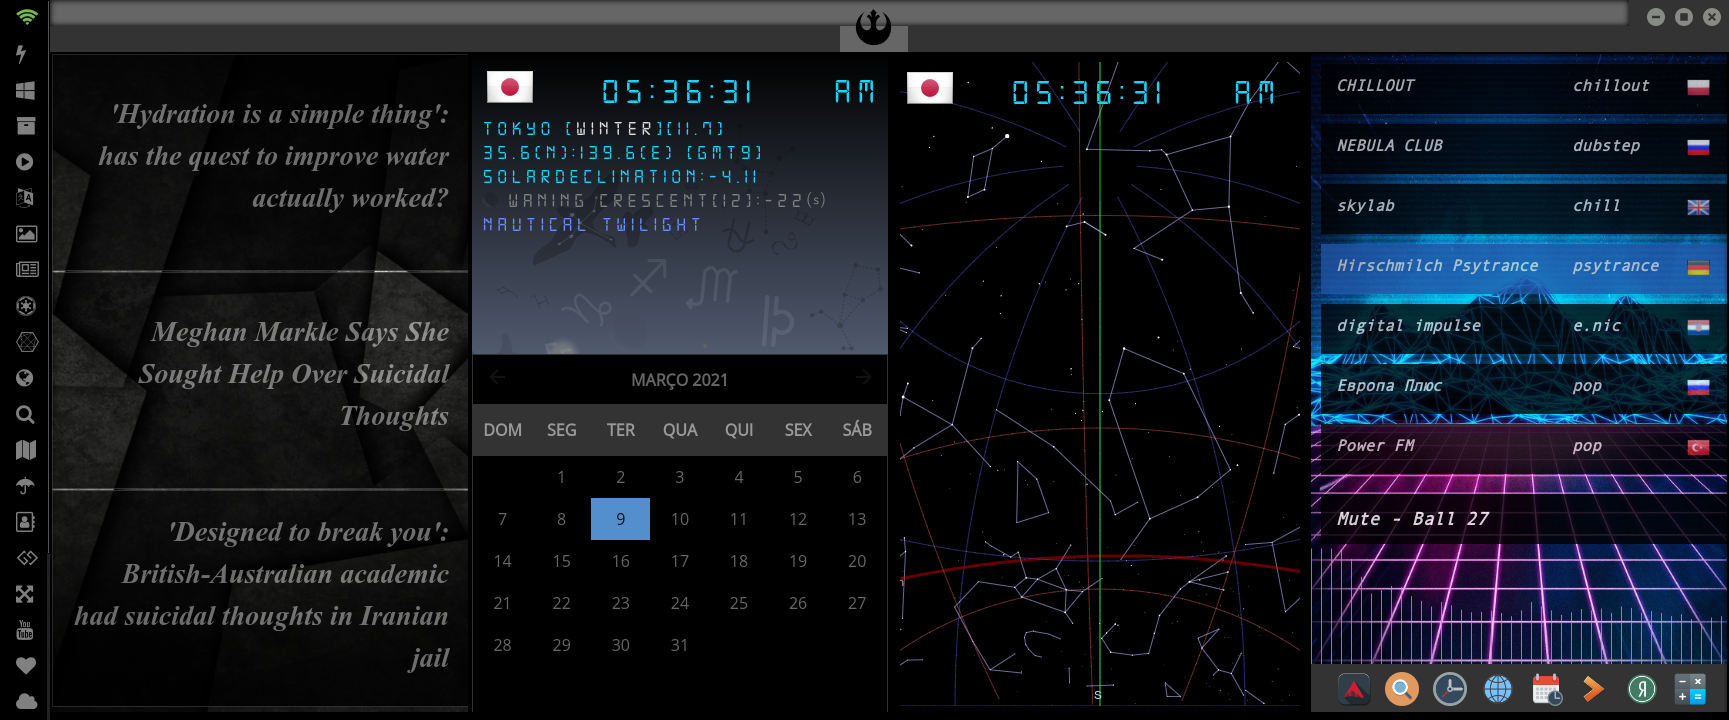 'Hydration is a simple thing':
has the quest to improve water
actually worked?
Meghan Markle Says She
Sought Help Over Suicidal
Thoughts
'Designed to break you':
British-Australian academic
had suicidal thoughts in Iranian
jail
05:36:31 AM
TOKYO [WINTER][11.7]
35.6(N):139.6(E) [GMT9]
SOLARDECLINATION:-4.11
WANING CRESCENT[12]:-22(s)
NAUTICAL TWILIGHT
MARÇO 2021
DOM SEG TER QUA QUI SEX SÁB
1 2 3 4 5 6
7 8 9 10 11 12 13
14 15 16 17 18 19 20
21 22 23 24 25 26 27
28 29 30 31
05:36:31 AM
S
CHILLOUT chillout
NEBULA CLUB dubstep
skylab chill
Hirschmilch Psytrance psytrance
digital impulse e.nic
Европа Плюс pop
Power FM pop
Mute - Ball 27
You
Tube
Я